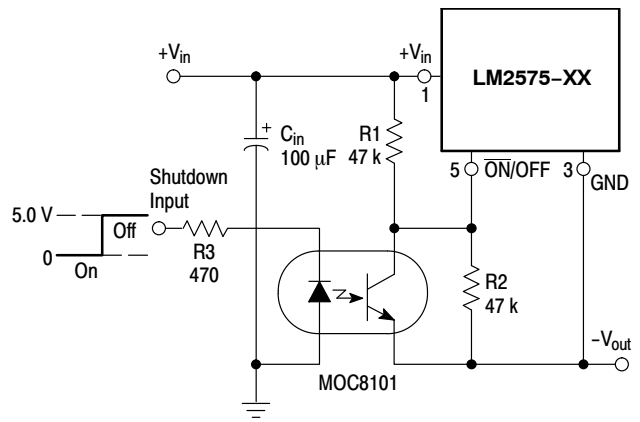 +Vin
+Vin
1
LM2575-XX
Cin
100 μF
+
R1
47 k
5
ON/OFF
3
GND
Shutdown
Input
5.0 V
Off
0
On
R3
470
R2
47 k
-Vout
MOC8101